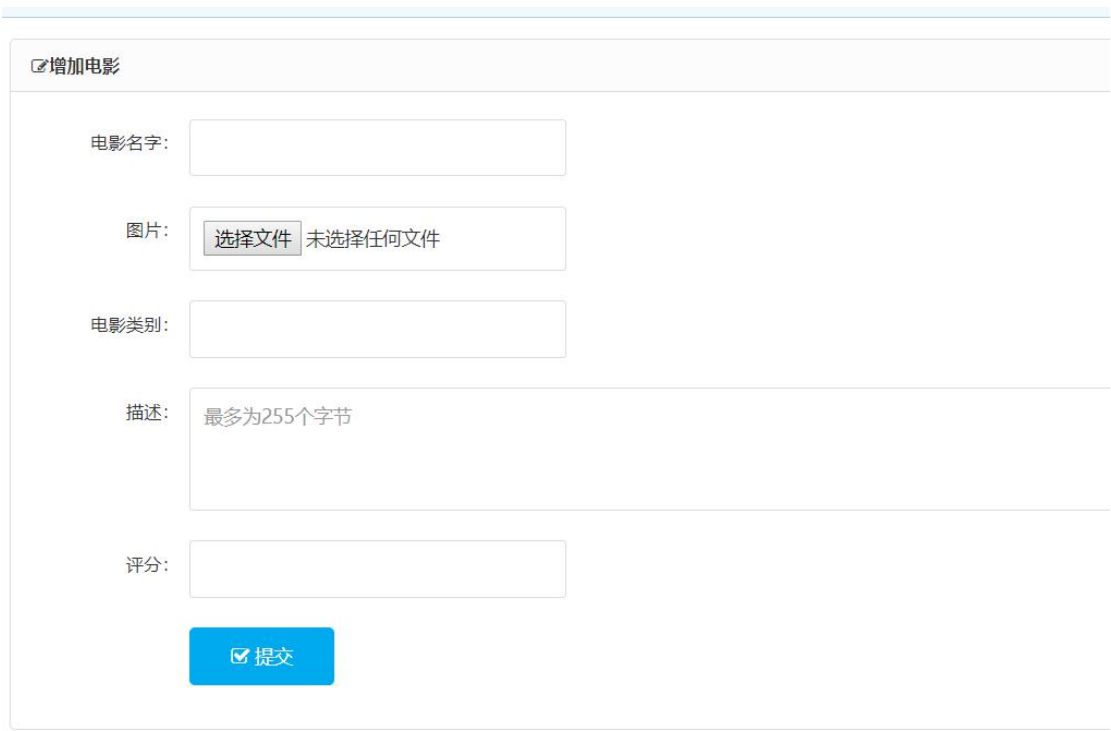 增加电影
电影名字：
图片：
选择文件 未选择任何文件
电影类别：
描述：
最多为255个字节
评分：
提交